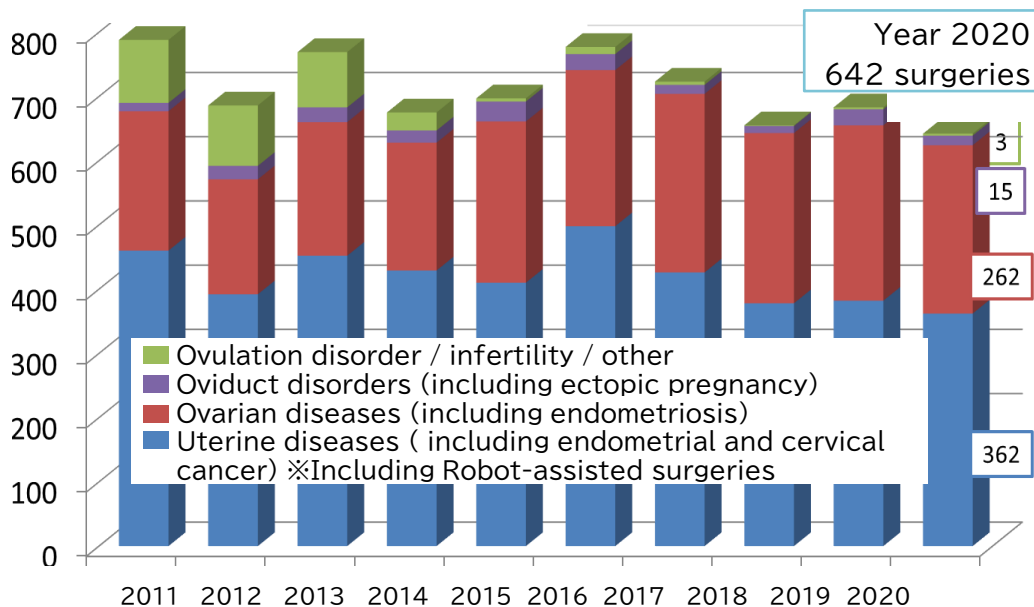 Year 2020
642 surgeries
800
700
600
500
400
300
200
100
0
3
15
262
362
Ovulation disorder / infertility / other
Oviduct disorders (including ectopic pregnancy)
Ovarian diseases (including endometriosis)
Uterine diseases ( including endometrial and cervical
cancer) ※Including Robot-assisted surgeries
2011 2012 2013 2014 2015 2016 2017 2018 2019 2020